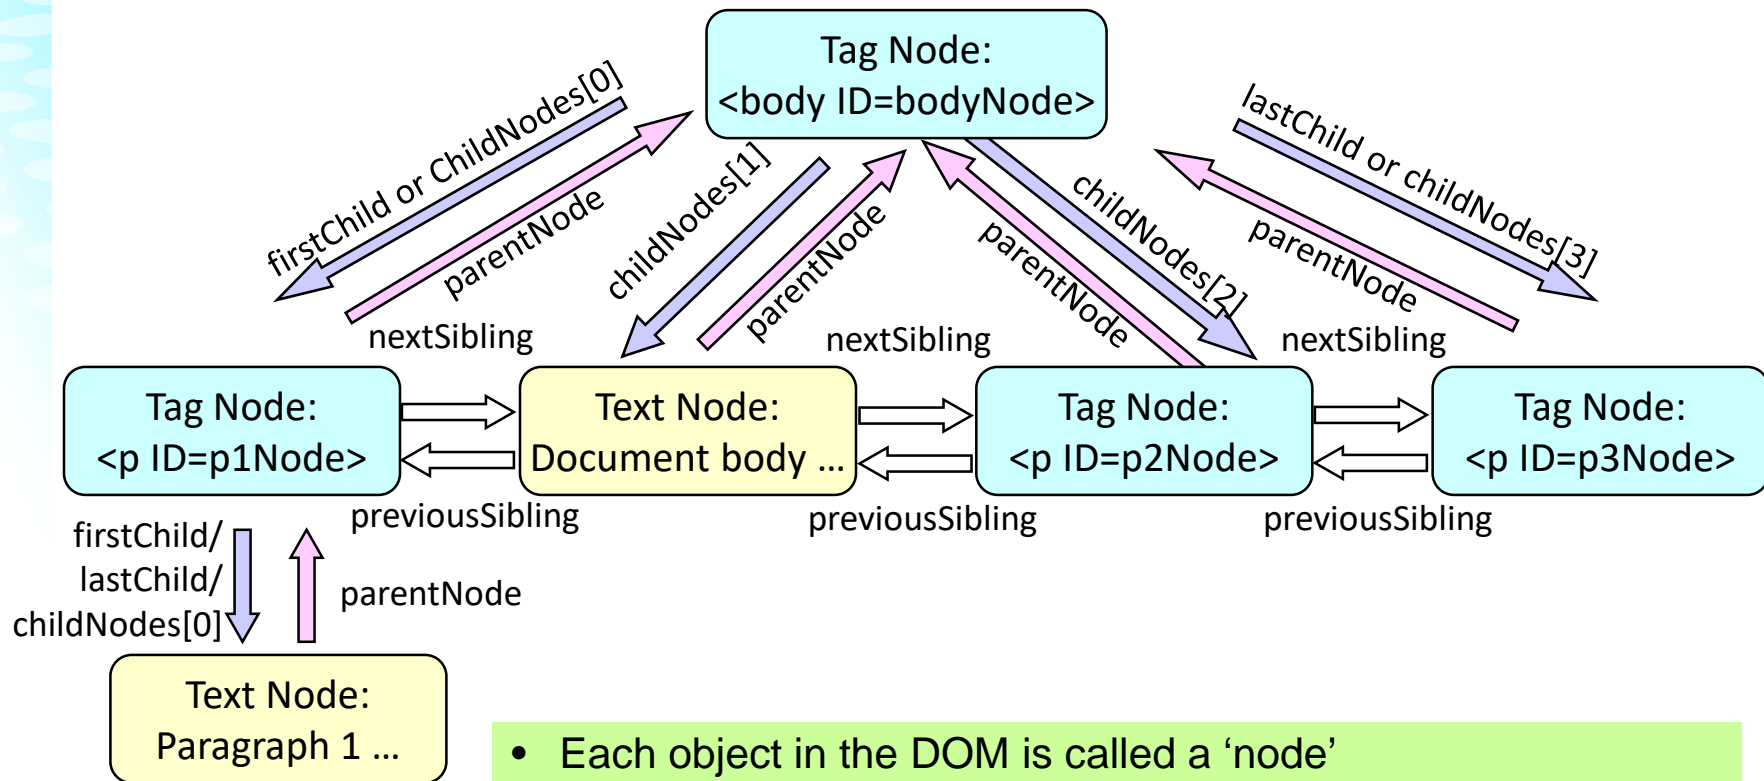 Tag Node:
<body ID=bodyNode>
firstChild or ChildNodes[0]
parentNode
childNodes[1]
parentNode
childNodes[2]
parentNode
lastChild or childNodes[3]
parentNode
nextSibling
nextSibling
nextSibling
Tag Node:
<p ID=p1Node>
Text Node:
Document body ...
Tag Node:
<p ID=p2Node>
Tag Node:
<p ID=p3Node>
previousSibling
previousSibling
previousSibling
firstChild/
lastChild/
childNodes[0]
parentNode
Text Node:
Paragraph 1 ...
• Each object in the DOM is called a ‘node’